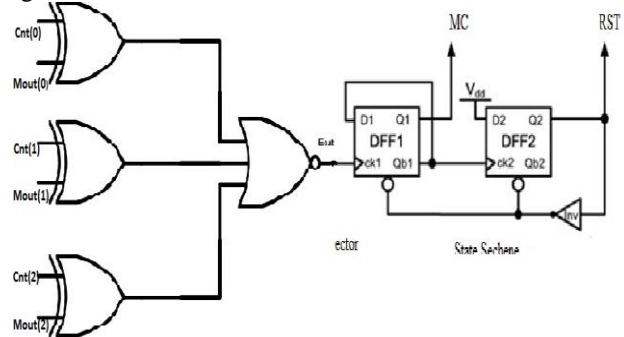 MC
RST
Cnt(0)
Mout(0)
Cnt(1)
Mout(1)
Cnt(2)
Mout(2)
Eout
D1 Q1
DFF1
ck1 Qb1
Vdd
D2 Q2
DFF2
ck2 Qb2
Inv
ector
State Sechene